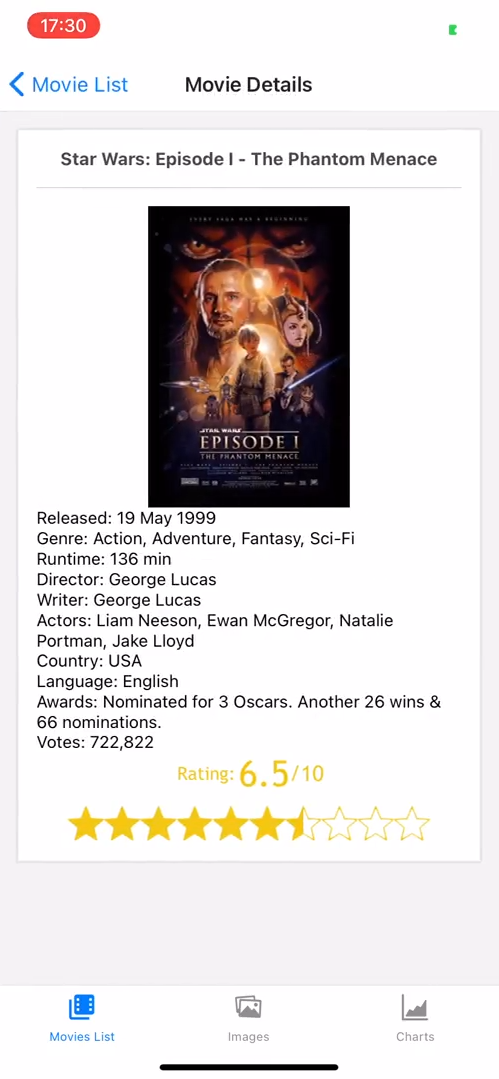 17:30
Movie List
Movie Details
Star Wars: Episode I - The Phantom Menace
EVERY SAGA HAS A BEGINNING
STAR WARS
EPISODE I
THE PHANTOM MENACE
Released: 19 May 1999
Genre: Action, Adventure, Fantasy, Sci-Fi
Runtime: 136 min
Director: George Lucas
Writer: George Lucas
Actors: Liam Neeson, Ewan McGregor, Natalie
Portman, Jake Lloyd
Country: USA
Language: English
Awards: Nominated for 3 Oscars. Another 26 wins &
66 nominations.
Votes: 722,822
Rating: 6.5/10
Movies List
Images
Charts